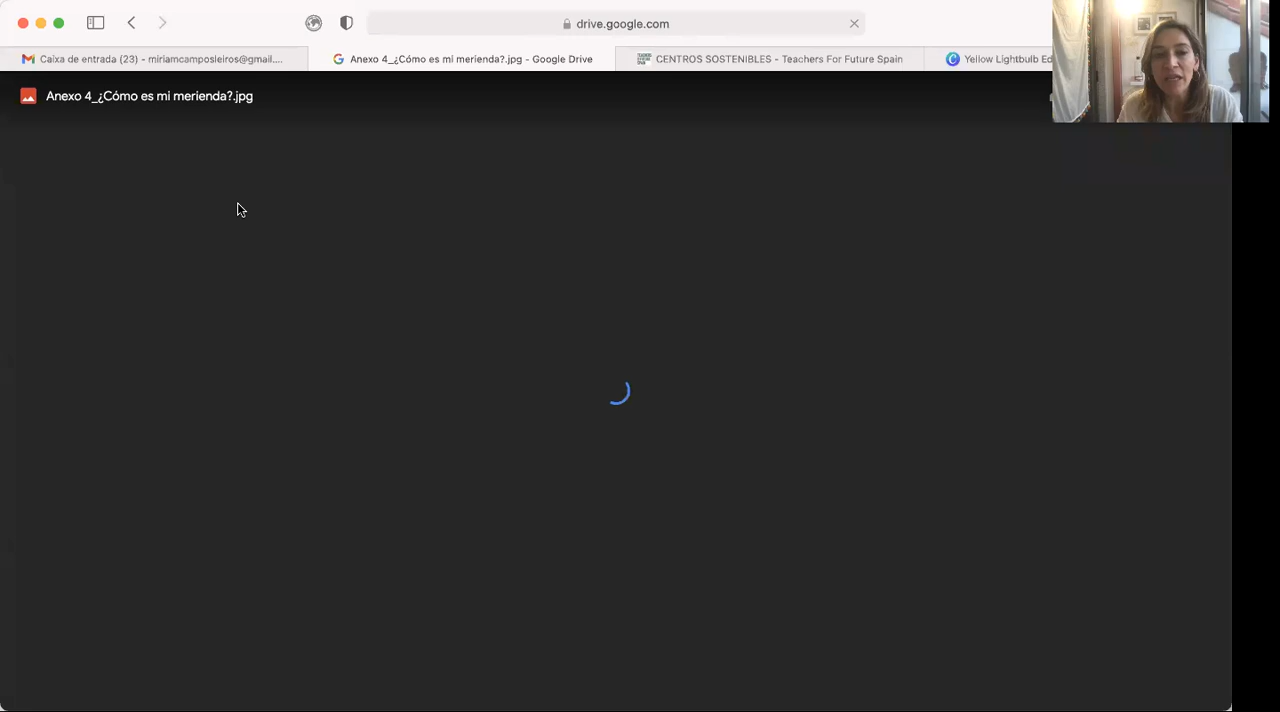 drive.google.com
Caixa de entrada (23) - miriamcamposleiros@gmail....
Anexo 4_¿Cómo es mi merienda?.jpg - Google Drive
CENTROS SOSTENIBLES - Teachers For Future Spain
Yellow Lightbulb Ed
Anexo 4_¿Cómo es mi merienda?.jpg